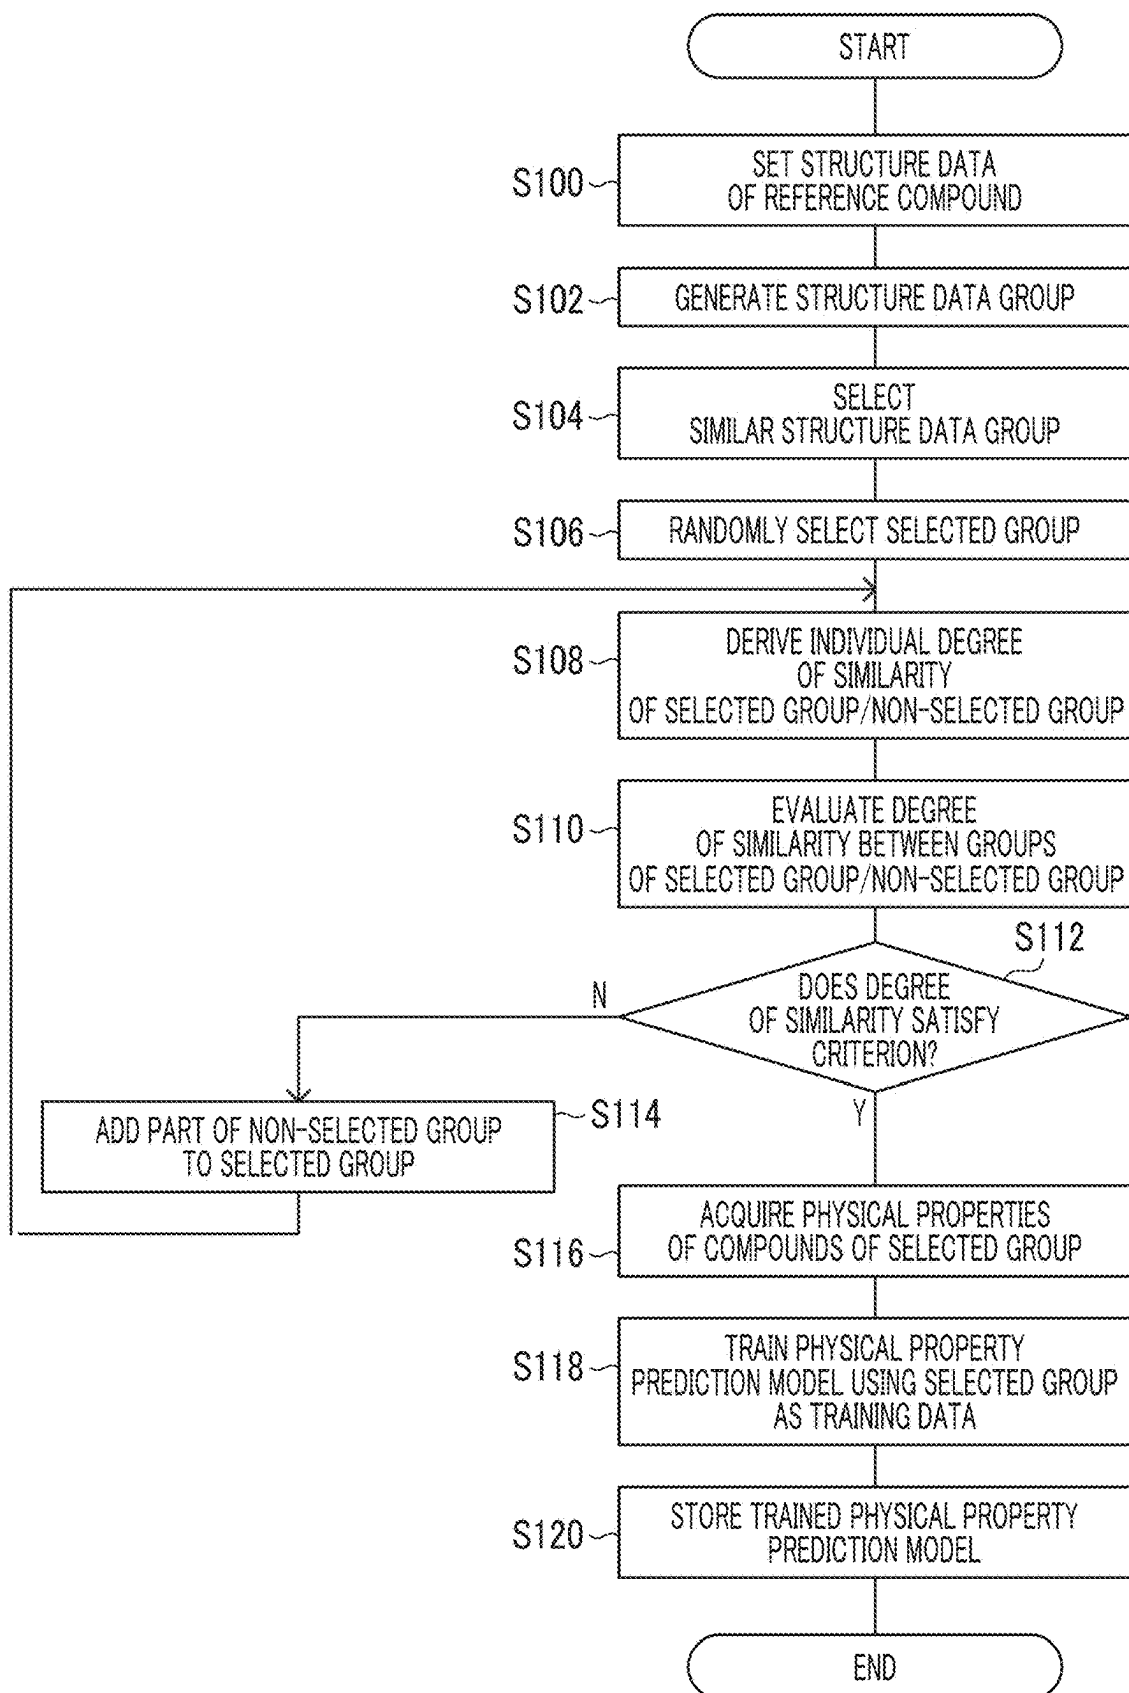 START
S100
SET STRUCTURE DATA
OF REFERENCE COMPOUND
S102
GENERATE STRUCTURE DATA GROUP
S104
SELECT
SIMILAR STRUCTURE DATA GROUP
S106
RANDOMLY SELECT SELECTED GROUP
S108
DERIVE INDIVIDUAL DEGREE
OF SIMILARITY
OF SELECTED GROUP/NON-SELECTED GROUP
S110
EVALUATE DEGREE
OF SIMILARITY BETWEEN GROUPS
OF SELECTED GROUP/NON-SELECTED GROUP
S112
DOES DEGREE
OF SIMILARITY SATISFY
CRITERION?
N
Y
S114
ADD PART OF NON-SELECTED GROUP
TO SELECTED GROUP
S116
ACQUIRE PHYSICAL PROPERTIES
OF COMPOUNDS OF SELECTED GROUP
S118
TRAIN PHYSICAL PROPERTY
PREDICTION MODEL USING SELECTED GROUP
AS TRAINING DATA
S120
STORE TRAINED PHYSICAL PROPERTY
PREDICTION MODEL
END